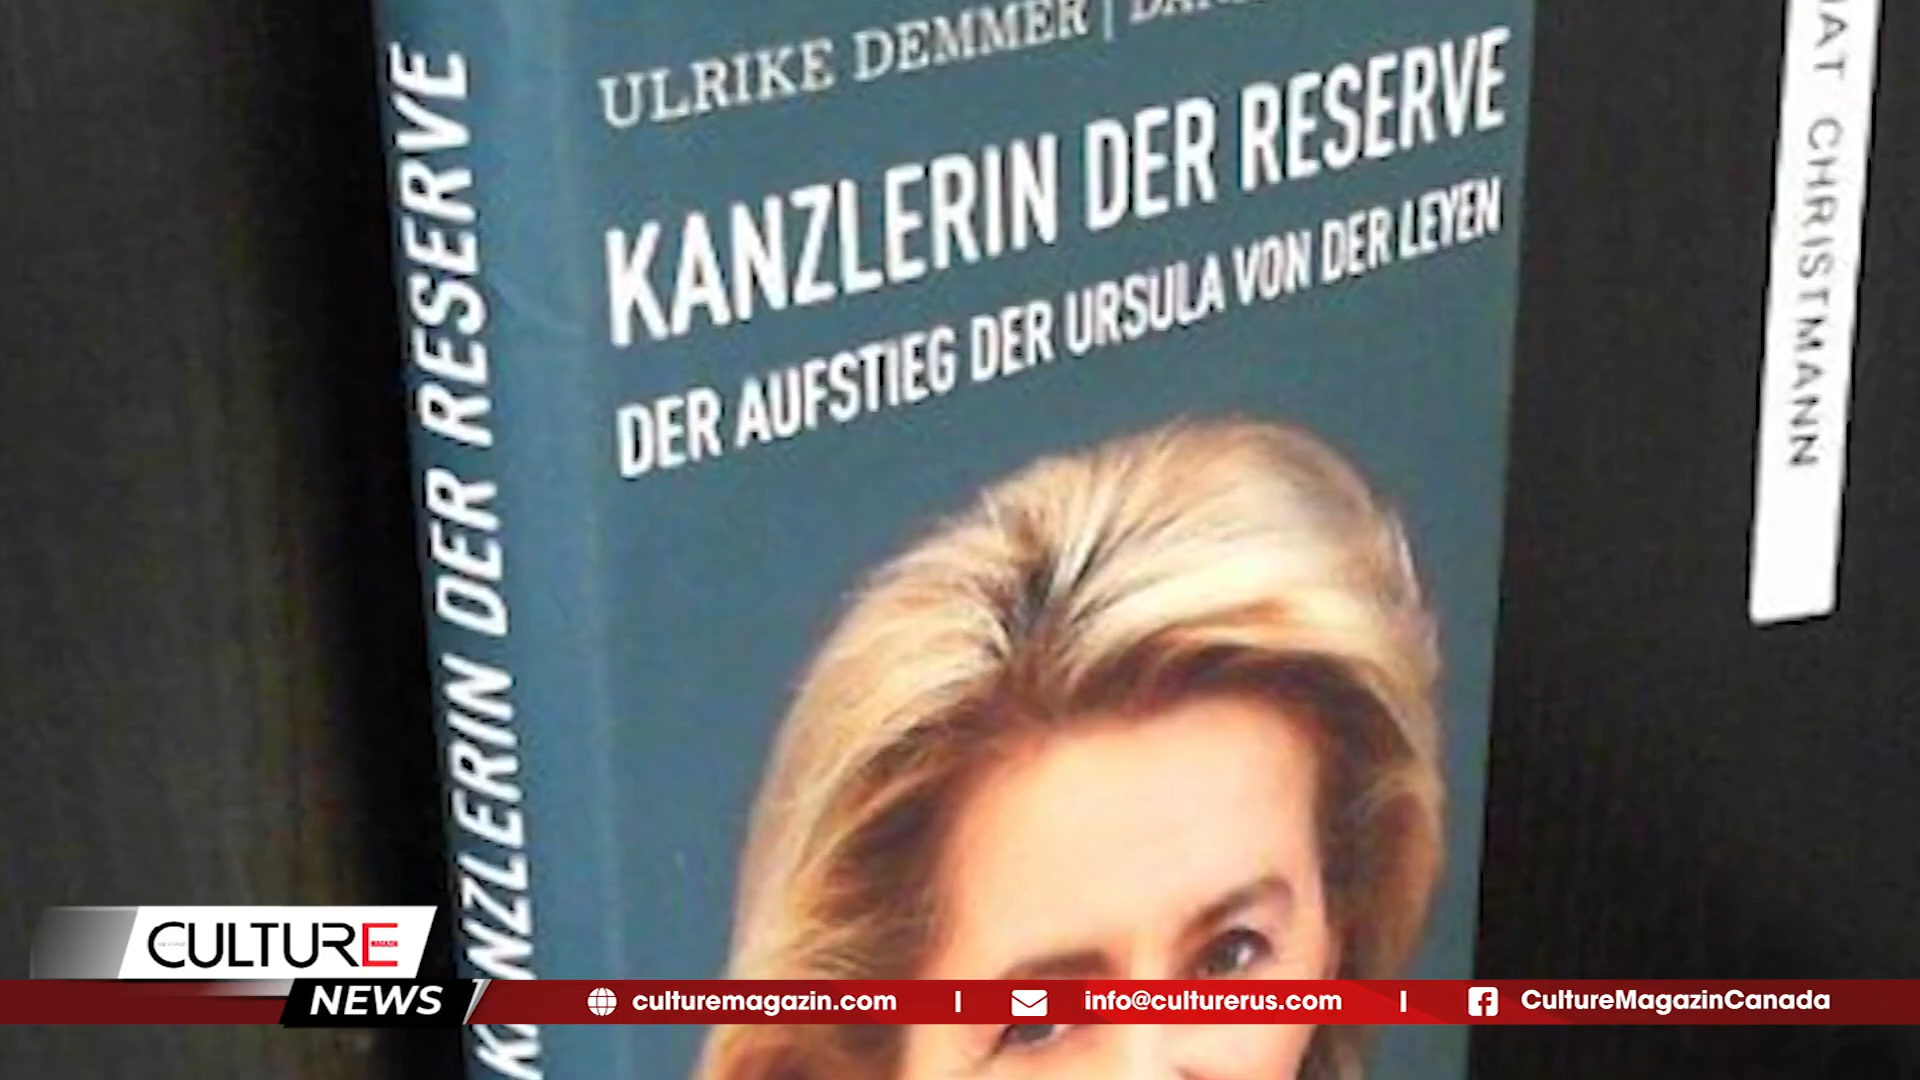 ULRIKE DEMMER |
KANZLERIN DER RESERVE
DER AUFSTIEG DER URSULA VON DER LEYEN
KANZLERIN DER RESERVE
CHRISTMANN
CULTURE
MAGAZIN
NEWS
culturemagazin.com | info@culturerus.com | CultureMagazinCanada